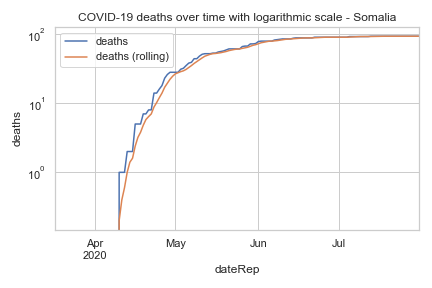 COVID-19 deaths over time with logarithmic scale - Somalia
deaths
deaths (rolling)
10²
10¹
10⁰
deaths
Apr
2020
May
Jun
Jul
dateRep